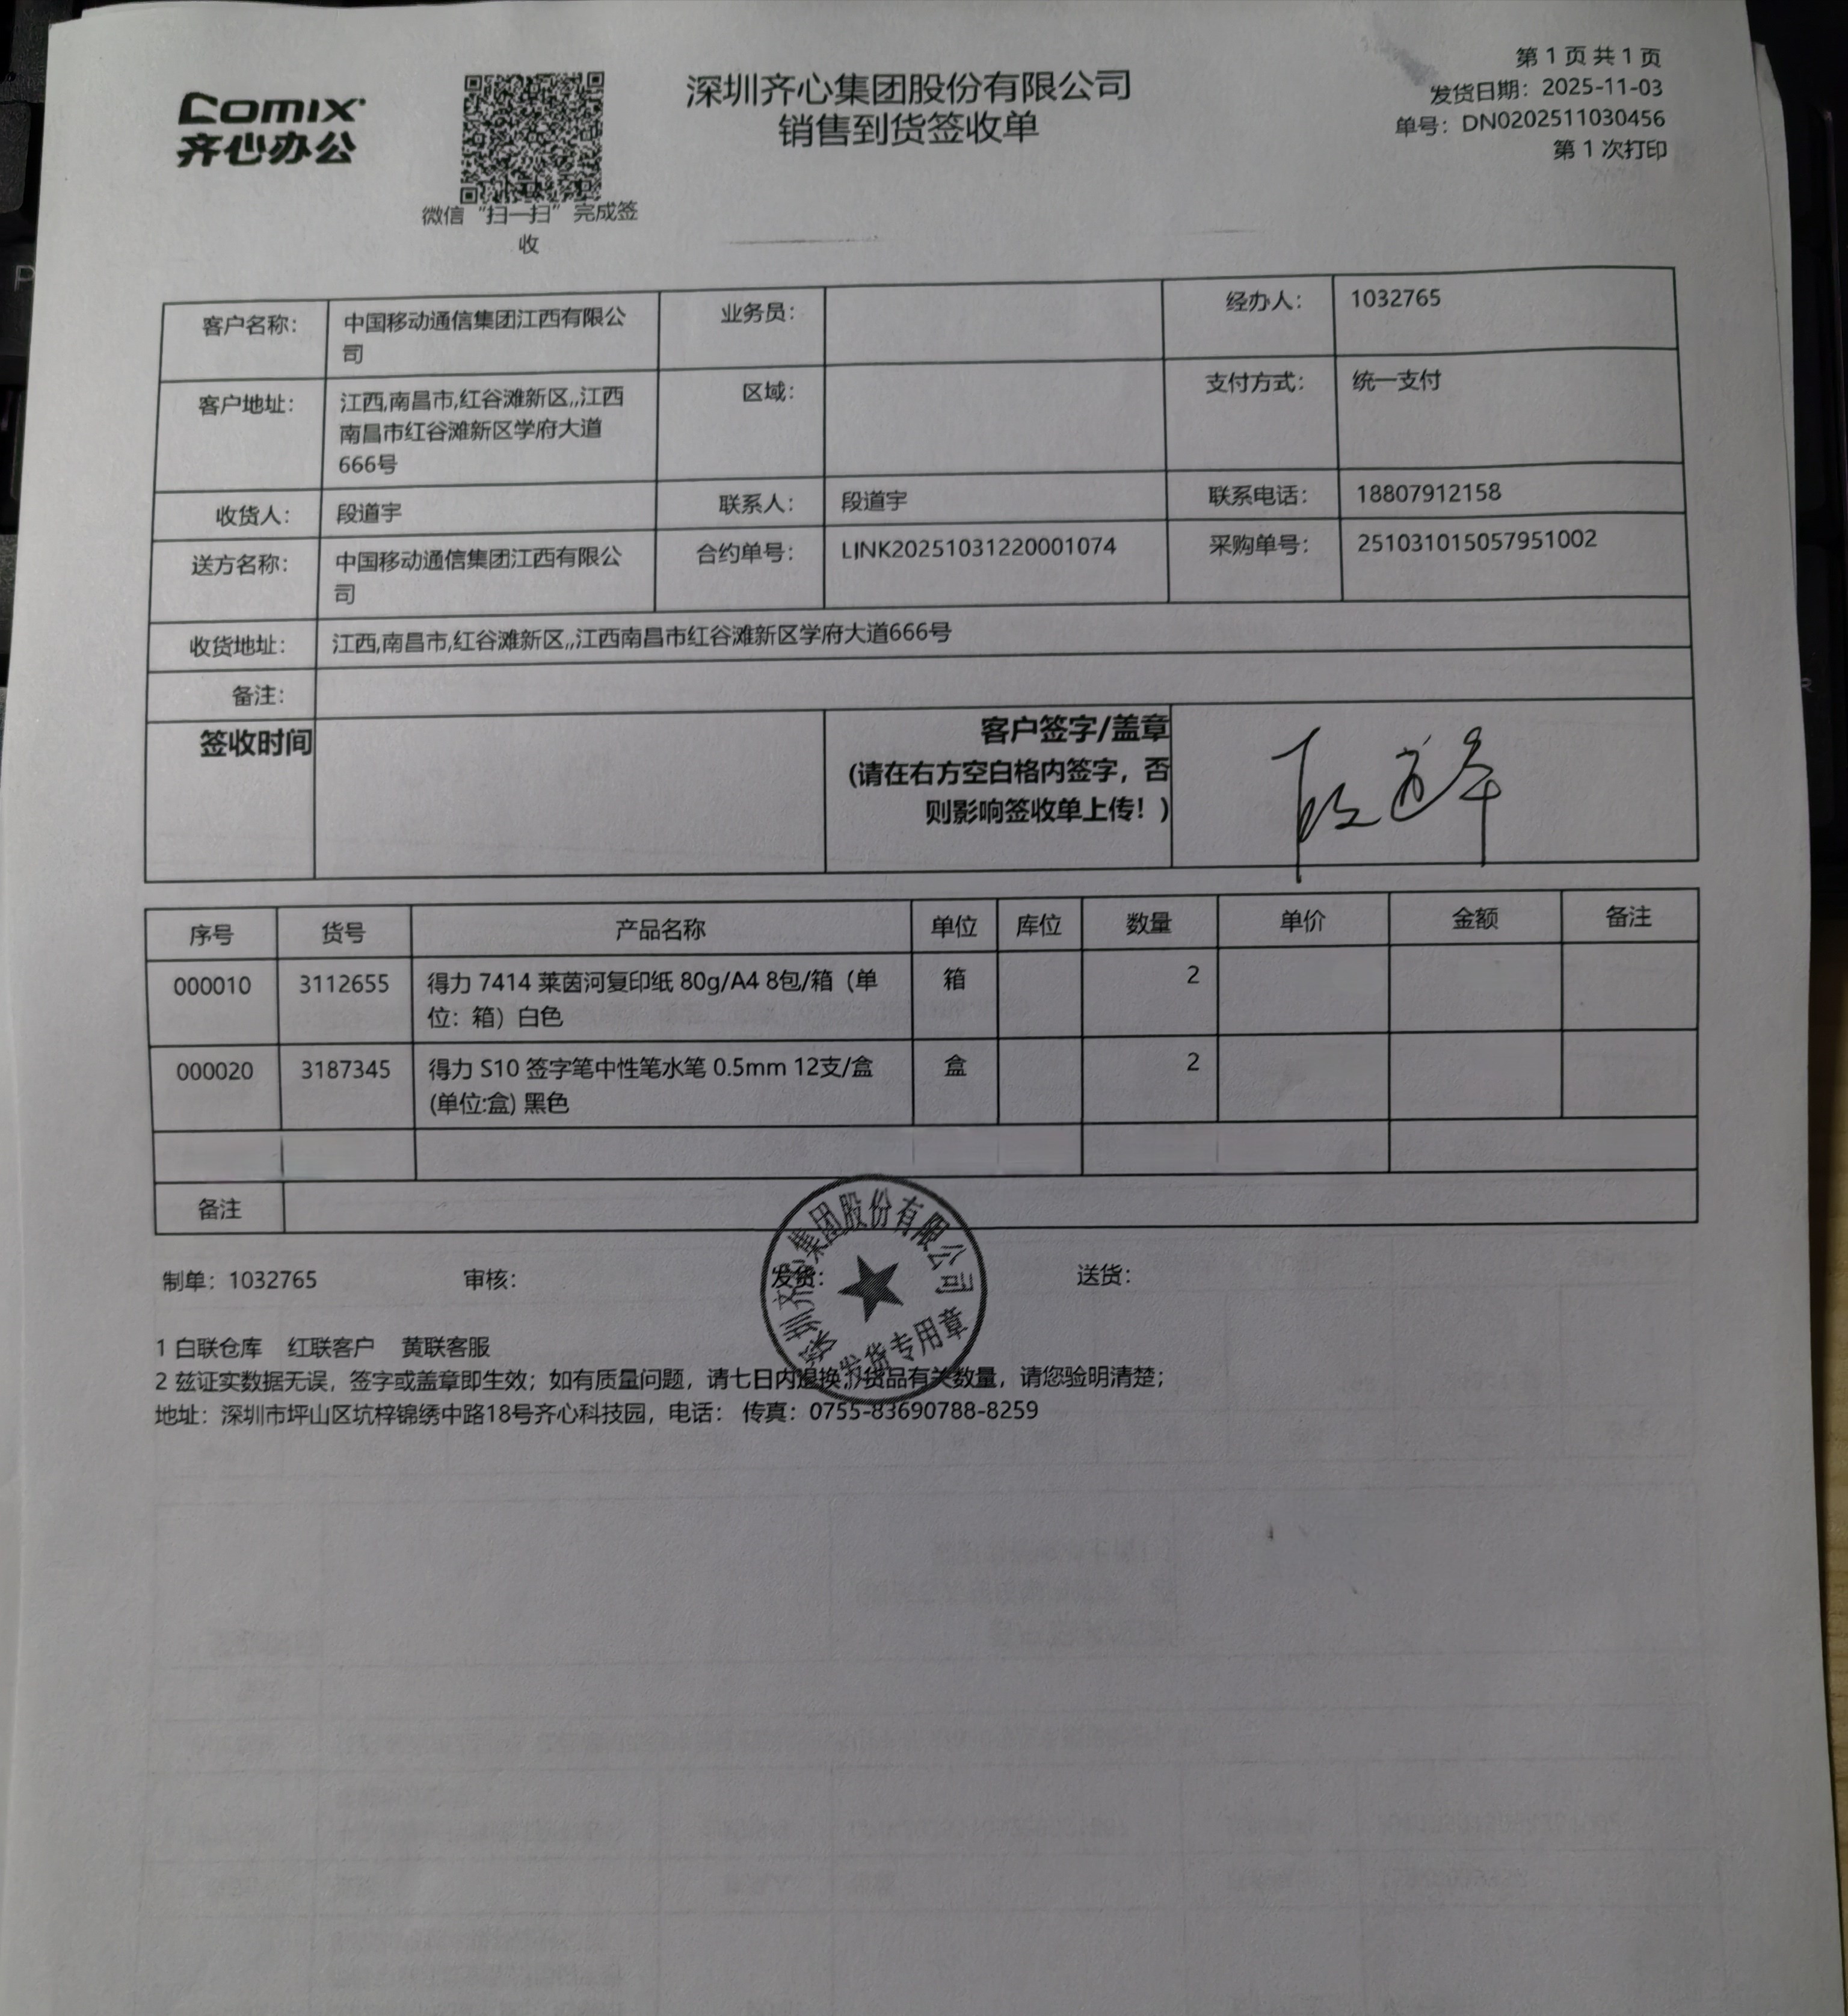 Comix
齐心办公
微信“扫一扫”完成签
收
深圳齐心集团股份有限公司
销售到货签收单
第 1 页 共 1 页
发货日期：2025-11-03
单号：DN0202511030456
第 1 次打印
客户名称： 中国移动通信集团江西有限公 业务员： 经办人： 1032765
司
客户地址： 江西,南昌市,红谷滩新区,,江西 区域： 支付方式： 统一支付
南昌市红谷滩新区学府大道
666号
收货人： 段道宇 联系人： 段道宇 联系电话： 18807912158
送方名称： 中国移动通信集团江西有限公 合约单号： LINK20251031220001074 采购单号： 251031015057951002
司
收货地址： 江西,南昌市,红谷滩新区,,江西南昌市红谷滩新区学府大道666号
备注：
签收时间 客户签字/盖章
(请在右方空白格内签字，否
则影响签收单上传！)
段道宇
序号 货号 产品名称 单位 库位 数量 单价 金额 备注
000010 3112655 得力 7414 莱茵河复印纸 80g/A4 8包/箱（单 箱 2
位：箱）白色
000020 3187345 得力 S10 签字笔中性笔水笔 0.5mm 12支/盒 盒 2
(单位:盒) 黑色
备注
制单：1032765 审核： 发货： 送货：
深圳齐心集团股份有限公司
发货专用章
1 白联仓库 红联客户 黄联客服
2 兹证实数据无误，签字或盖章即生效；如有质量问题，请七日内退换；货品有关数量，请您验明清楚；
地址：深圳市坪山区坑梓锦绣中路18号齐心科技园，电话： 传真：0755-83690788-8259